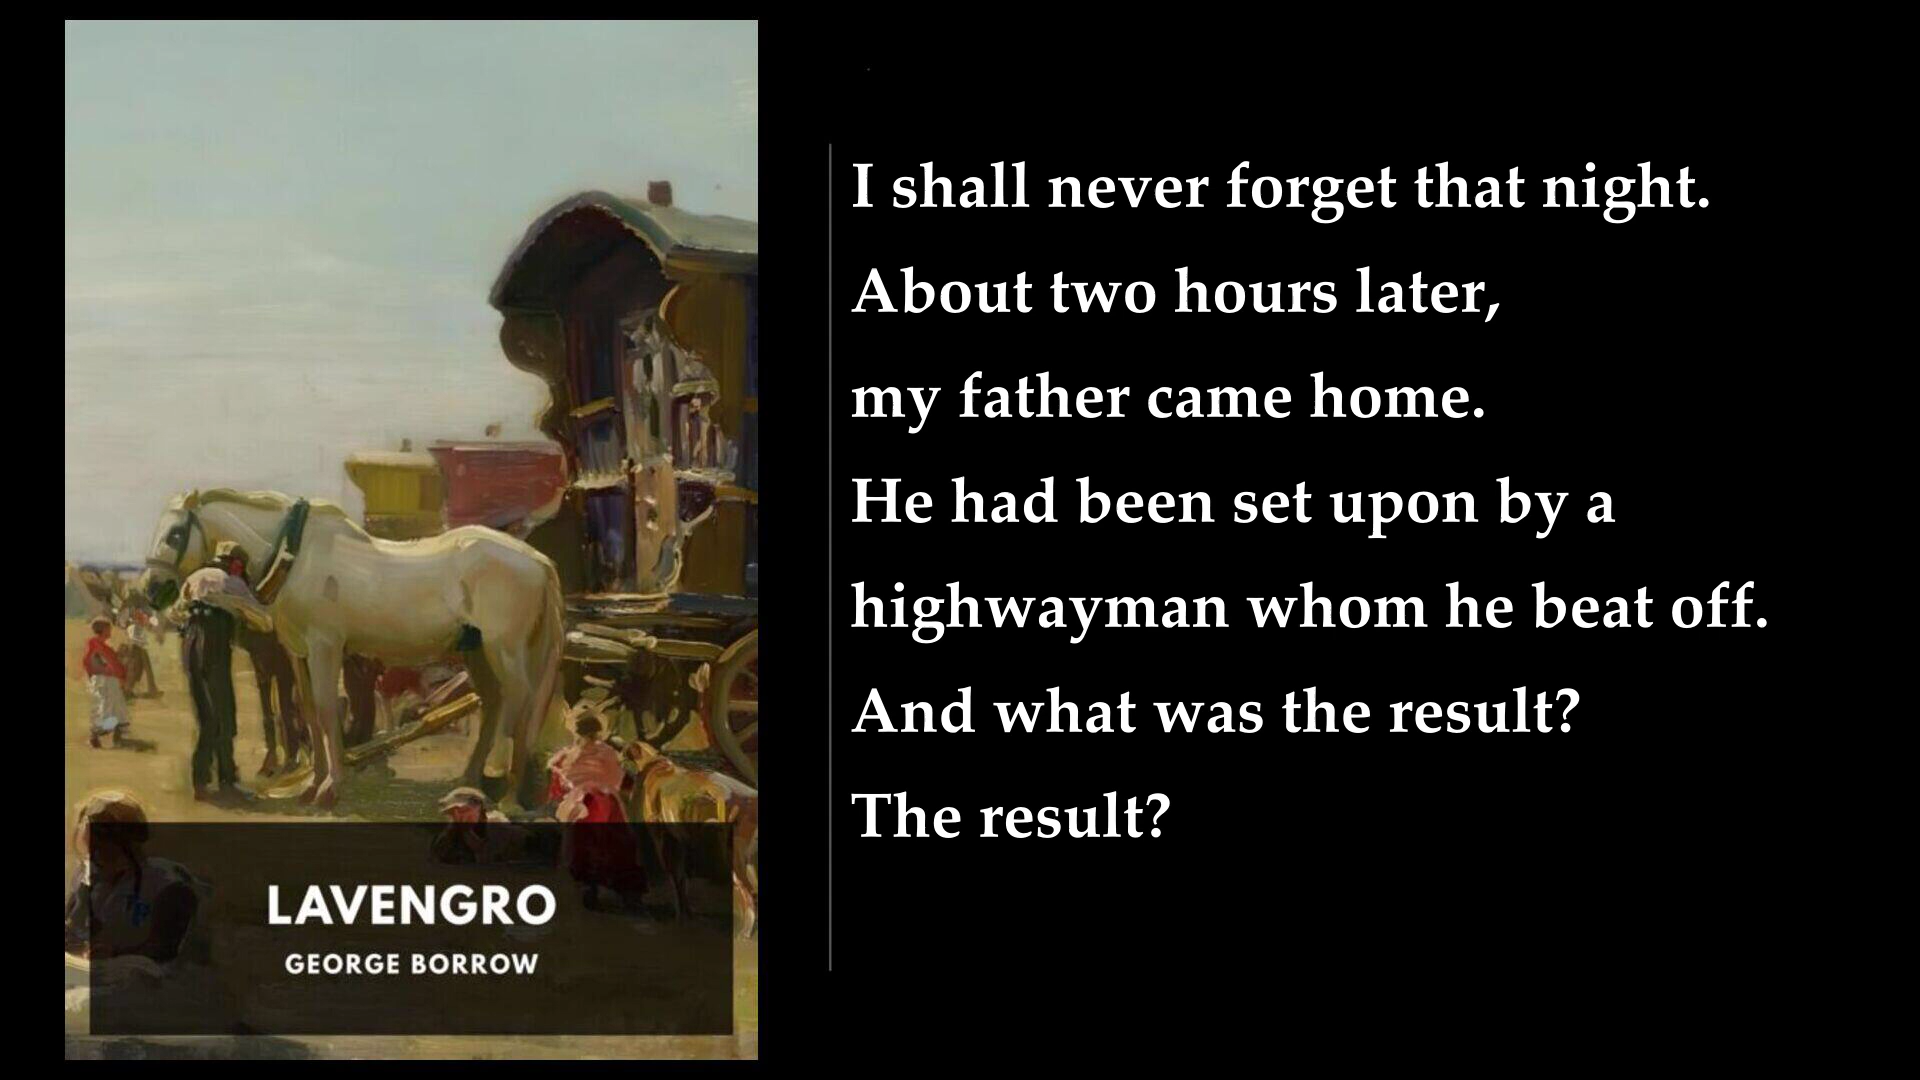 I shall never forget that night.
About two hours later,
my father came home.
He had been set upon by a
highwayman whom he beat off.
And what was the result?
The result?
LAVENGRO
GEORGE BORROW